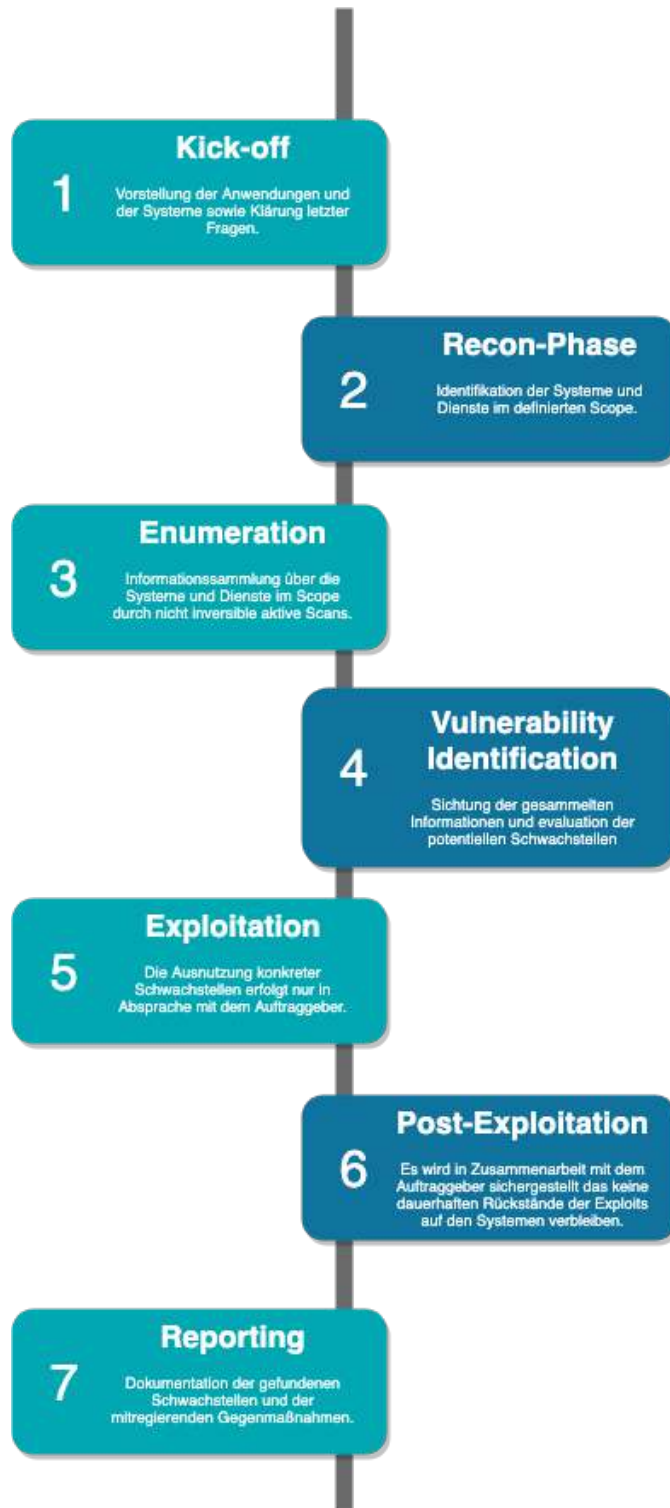 Kick-off
1
Vorstellung der Anwendungen und
der Systeme sowie Klärung letzter
Fragen.
Recon-Phase
2
Identifikation der Systeme und
Dienste im definierten Scope.
Enumeration
3
Informationssammlung über die
Systeme und Dienste im Scope
durch nicht inversible aktive Scans.
Vulnerability
Identification
4
Sichtung der gesammelten
Informationen und evaluation der
potentiellen Schwachstellen
Exploitation
5
Die Ausnutzung konkreter
Schwachstellen erfolgt nur in
Absprache mit dem Auftraggeber.
Post-Exploitation
6
Es wird in Zusammenarbeit mit dem
Auftraggeber sichergestellt das keine
dauerhaften Rückstände der Exploits
auf den Systemen verbleiben.
Reporting
7
Dokumentation der gefundenen
Schwachstellen und der
mitregierenden Gegenmaßnahmen.